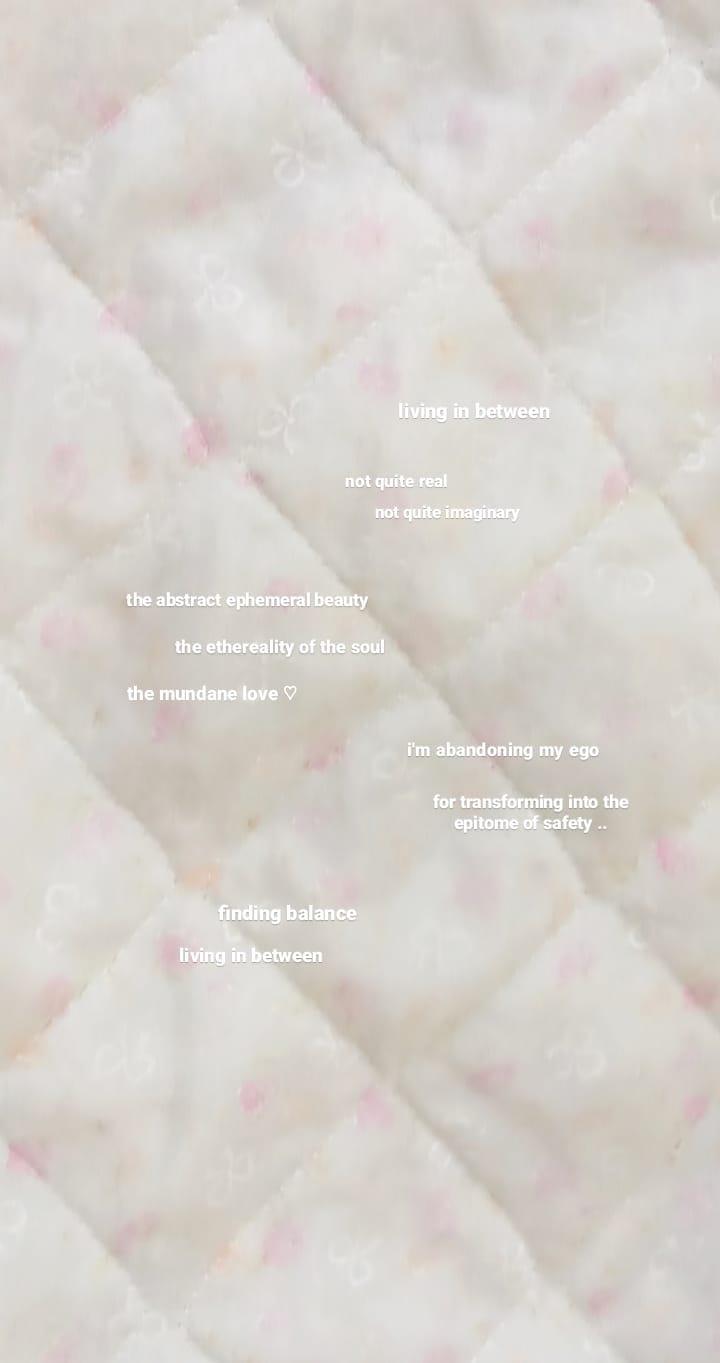 living in between
not quite real
not quite imaginary
the abstract ephemeral beauty
the ethereality of the soul
the mundane love ♡
i'm abandoning my ego
for transforming into the
epitome of safety ..
finding balance
living in between